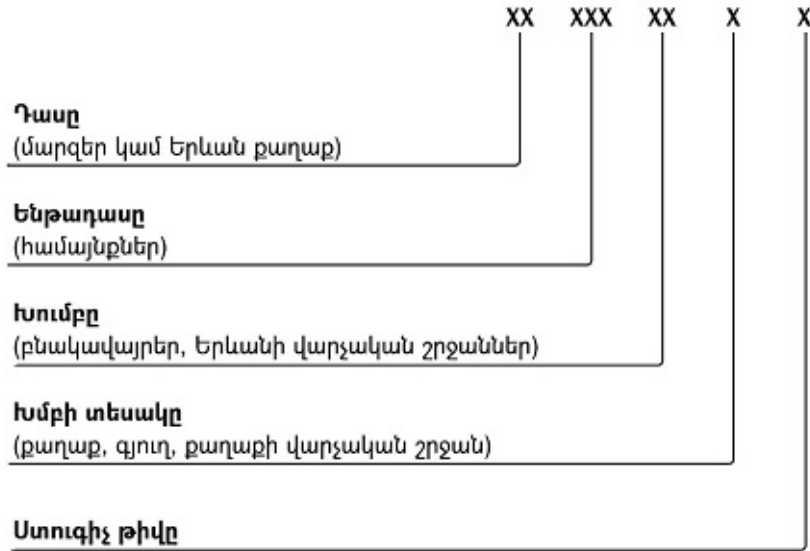 XX XXX XX X X
Դասը
(մարզեր կամ Երևան քաղաք)
Ենթադասը
(համայնքներ)
Խումբը
(բնակավայրեր, Երևանի վարչական շրջաններ)
Խմբի տեսակը
(քաղաք, գյուղ, քաղաքի վարչական շրջան)
Ստուգիչ թիվը